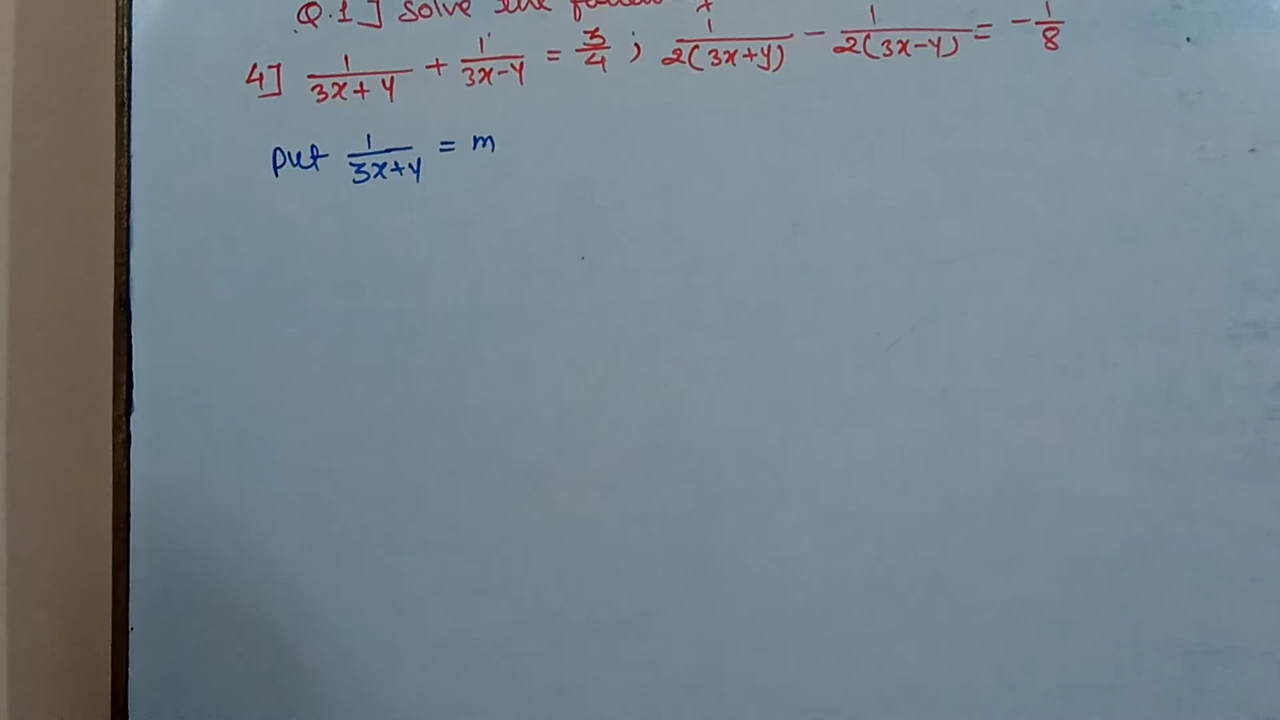 Q.1] Solve the
4] 1/(3x+y) + 1/(3x-y) = 3/4 ; 1/(2(3x+y)) - 1/(2(3x-y)) = -1/8
put 1/(3x+y) = m